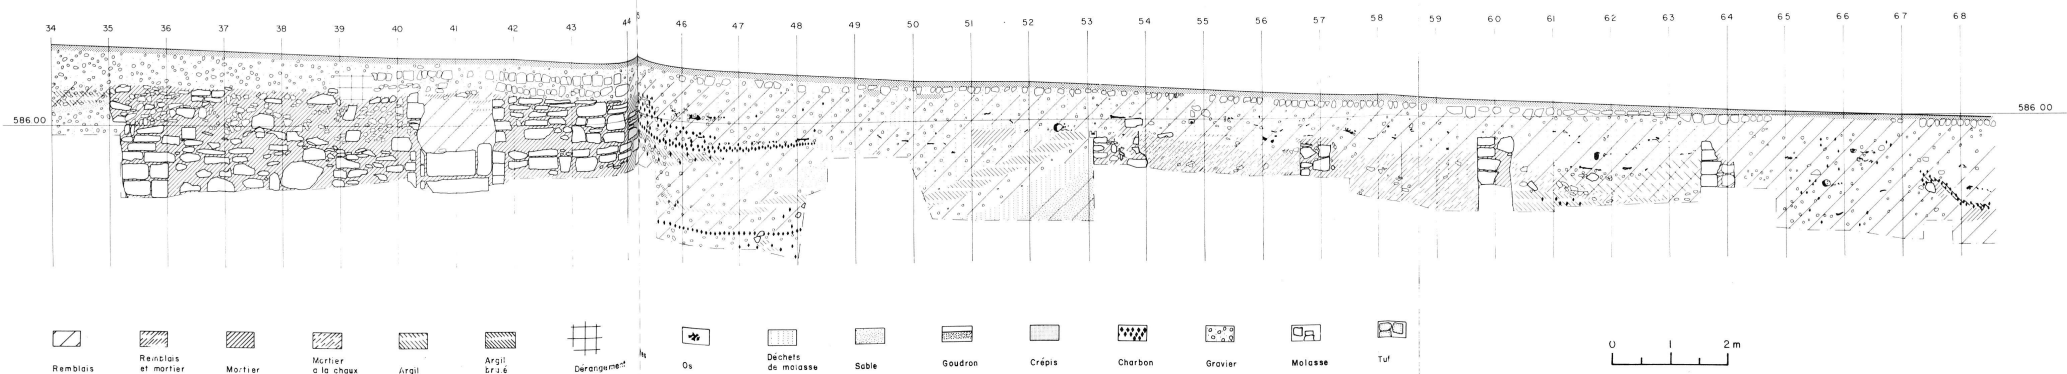 34 35 36 37 38 39 40 41 42 43 44 5 46 47 48 49 50 51 52 53 54 55 56 57 58 59 60 61 62 63 64 65 66 67 68
586 00 586 00
Remblais
Remblais
et mortier
Mortier
Mortier
a la chaux
Argil
Argil
brulé
Dérangement
Os
Déchets
de molasse
Sable
Goudron
Crépis
Charbon
Gravier
Molasse
Tuf
0 1 2 m